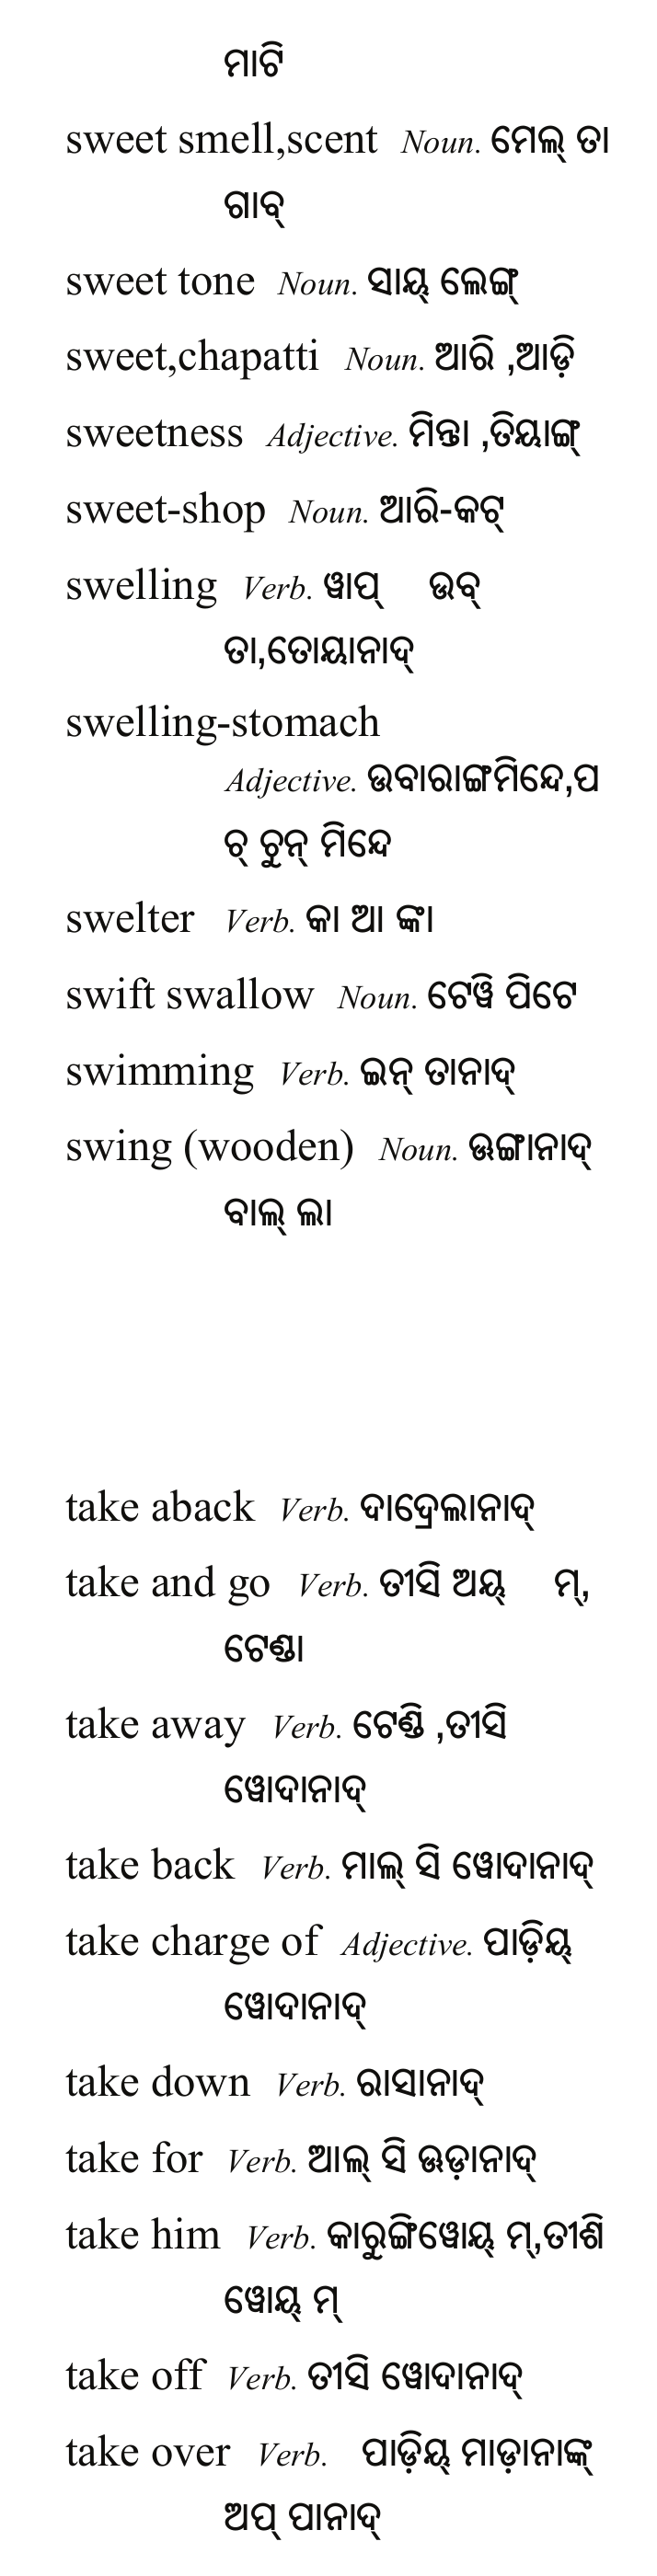 ମାଟି
sweet smell,scent Noun. ମେଲ୍ ତା
ଗାବ୍
sweet tone Noun. ସାୟ୍ ଲେଙ୍ଗ୍
sweet,chapatti Noun. ଆରି ,ଆଡ଼ି
sweetness Adjective. ମିନ୍ତା ,ତିୟାଙ୍ଗ୍
sweet-shop Noun. ଆରି-କଟ୍
swelling Verb. ୱାପ୍ ଉବ୍
ତା,ତୋୟାନାଦ୍
swelling-stomach
Adjective. ଉବାରାଙ୍ଗମିନ୍ଦେ,ପ
ଚ୍ ଚୁନ୍ ମିନ୍ଦେ
swelter Verb. କା ଆ ଙ୍କା
swift swallow Noun. ଟେୱି ପିଟେ
swimming Verb. ଇନ୍ ତାନାଦ୍
swing (wooden) Noun. ଊଙ୍ଗାନାଦ୍
ବାଲ୍ ଲା
take aback Verb. ଦାଦ୍ରେଲାନାଦ୍
take and go Verb. ତୀସି ଅୟ୍ ମ୍,
ଟେଣ୍ଡା
take away Verb. ଟେଣ୍ଡି ,ତୀସି
ୱୋଦାନାଦ୍
take back Verb. ମାଲ୍ ସି ୱୋଦାନାଦ୍
take charge of Adjective. ପାଡ଼ିୟ୍
ୱୋଦାନାଦ୍
take down Verb. ରାସାନାଦ୍
take for Verb. ଆଲ୍ ସି ଊଡ଼ାନାଦ୍
take him Verb. କାରୁଙ୍ଗିୱୋୟ୍ ମ୍,ତୀଶି
ୱୋୟ୍ ମ୍
take off Verb. ତୀସି ୱୋଦାନାଦ୍
take over Verb. ପାଡ଼ିୟ୍ ମାଡ଼ାନାଙ୍କ୍
ଅପ୍ ପାନାଦ୍